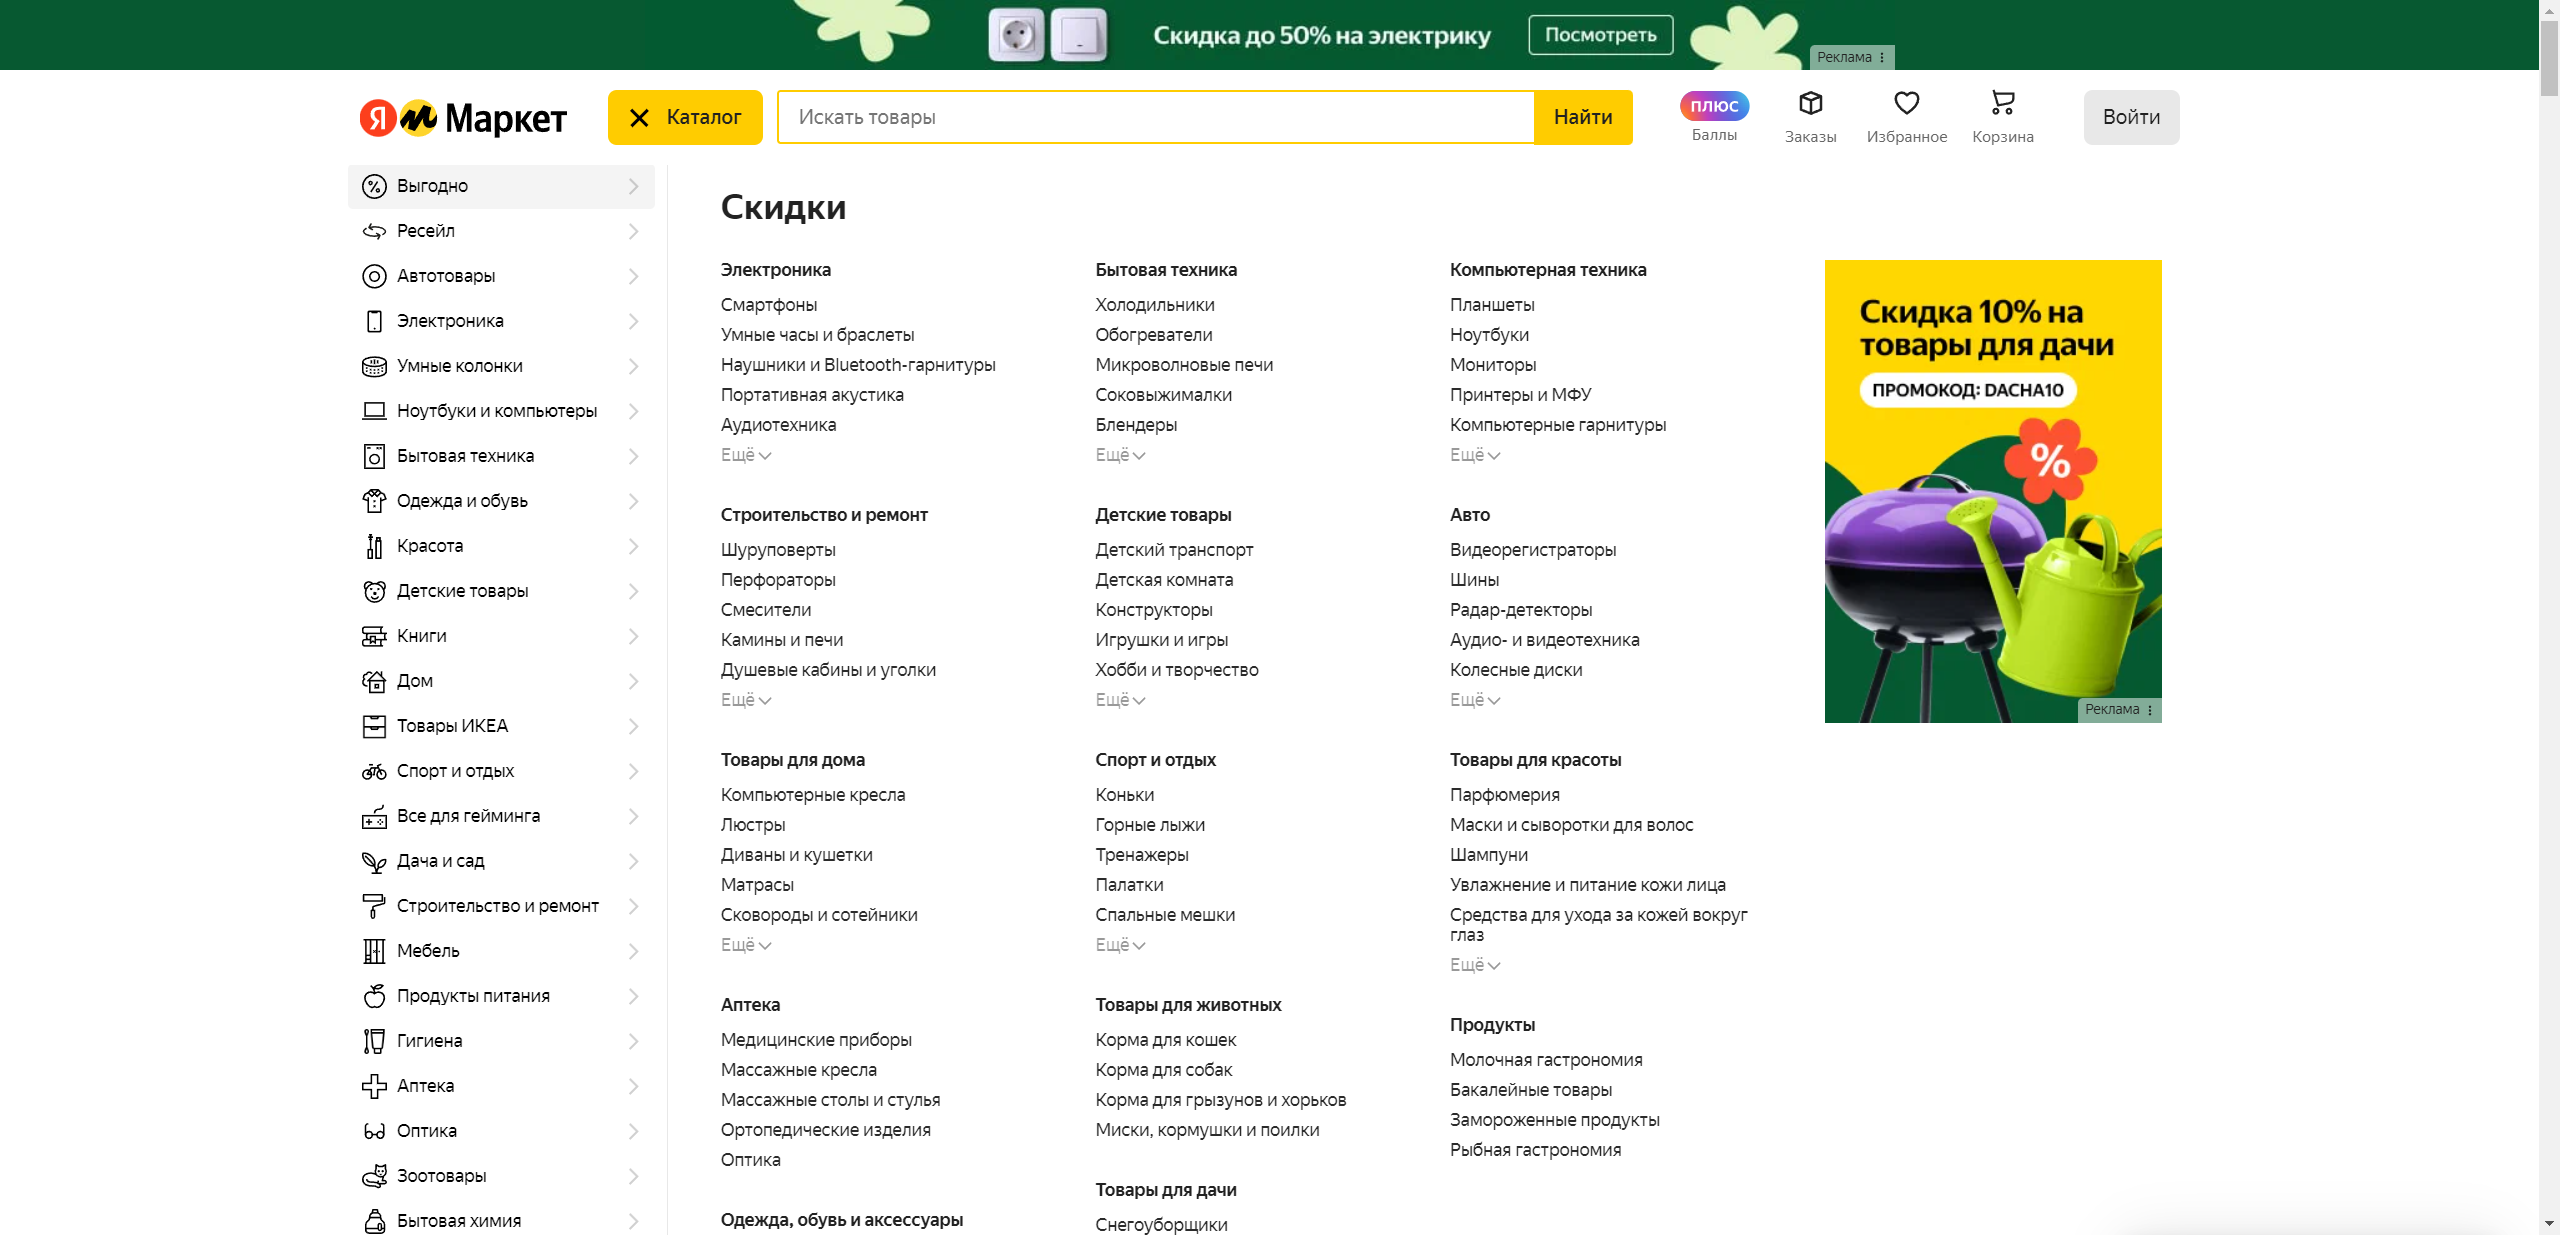 Скидка до 50% на электрику
Посмотреть
Реклама
Я Маркет
Каталог
Искать товары
Найти
плюс
Баллы
Заказы
Избранное
Корзина
Войти
Выгодно
Ресейл
Автотовары
Электроника
Умные колонки
Ноутбуки и компьютеры
Бытовая техника
Одежда и обувь
Красота
Детские товары
Книги
Дом
Товары ИКЕА
Спорт и отдых
Все для гейминга
Дача и сад
Строительство и ремонт
Мебель
Продукты питания
Гигиена
Аптека
Оптика
Зоотовары
Бытовая химия
Скидки
Электроника
Смартфоны
Умные часы и браслеты
Наушники и Bluetooth-гарнитуры
Портативная акустика
Аудиотехника
Ещё
Строительство и ремонт
Шуруповерты
Перфораторы
Смесители
Камины и печи
Душевые кабины и уголки
Ещё
Товары для дома
Компьютерные кресла
Люстры
Диваны и кушетки
Матрасы
Сковороды и сотейники
Ещё
Аптека
Медицинские приборы
Массажные кресла
Массажные столы и стулья
Ортопедические изделия
Оптика
Одежда, обувь и аксессуары
Бытовая техника
Холодильники
Обогреватели
Микроволновые печи
Соковыжималки
Блендеры
Ещё
Детские товары
Детский транспорт
Детская комната
Конструкторы
Игрушки и игры
Хобби и творчество
Ещё
Спорт и отдых
Коньки
Горные лыжи
Тренажеры
Палатки
Спальные мешки
Ещё
Товары для животных
Корма для кошек
Корма для собак
Корма для грызунов и хорьков
Миски, кормушки и поилки
Товары для дачи
Снегоуборщики
Компьютерная техника
Планшеты
Ноутбуки
Мониторы
Принтеры и МФУ
Компьютерные гарнитуры
Ещё
Авто
Видеорегистраторы
Шины
Радар-детекторы
Аудио- и видеотехника
Колесные диски
Ещё
Товары для красоты
Парфюмерия
Маски и сыворотки для волос
Шампуни
Увлажнение и питание кожи лица
Средства для ухода за кожей вокруг
глаз
Ещё
Продукты
Молочная гастрономия
Бакалейные товары
Замороженные продукты
Рыбная гастрономия
Скидка 10% на
товары для дачи
ПРОМОКОД: DACHA10
%
Реклама